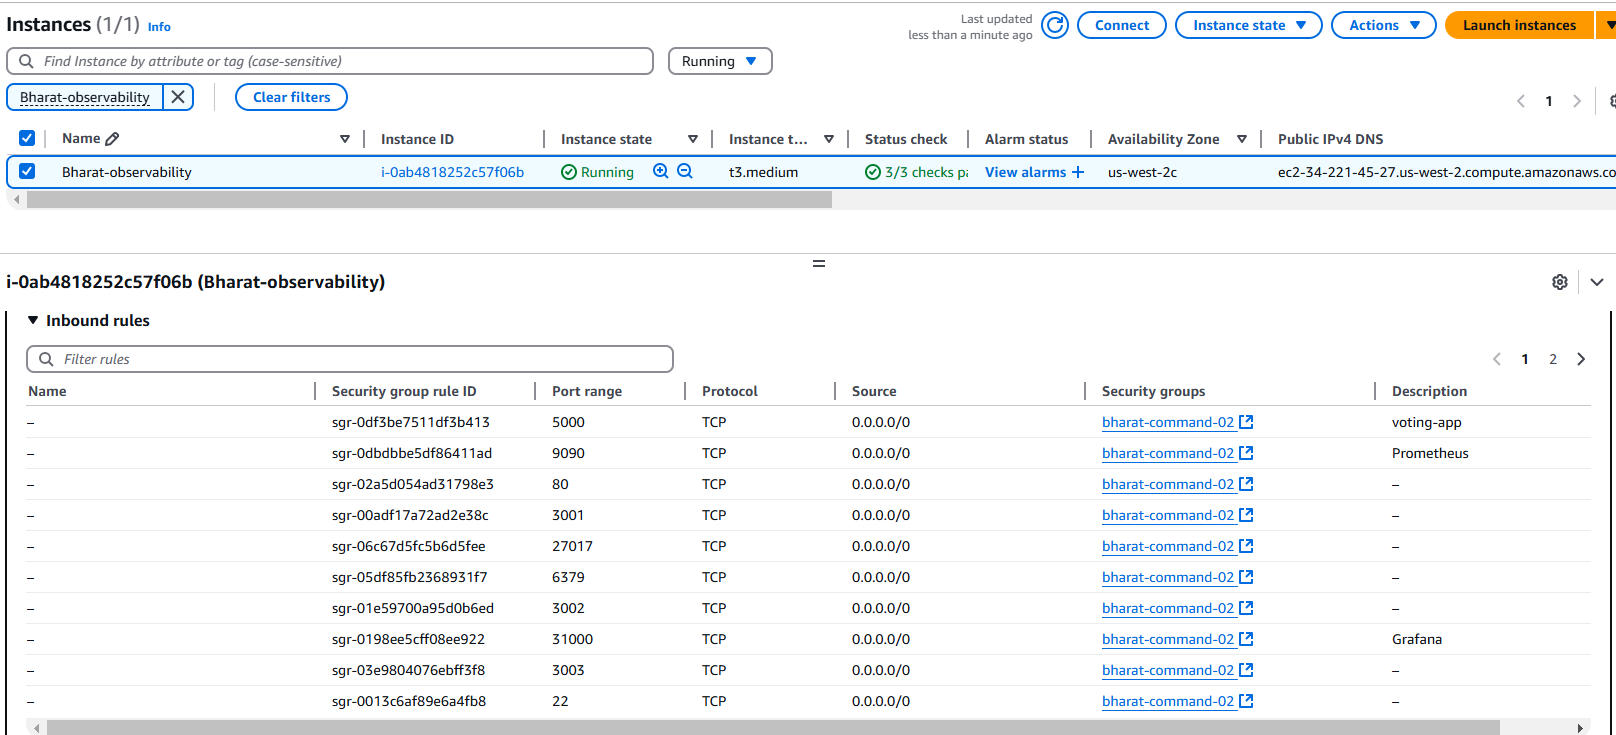 Instances (1/1) Info
Last updated
less than a minute ago
Connect
Instance state
Actions
Launch instances
Find Instance by attribute or tag (case-sensitive)
Running
Bharat-observability
Clear filters
1
Name Instance ID Instance state Instance t... Status check Alarm status Availability Zone Public IPv4 DNS
Bharat-observability i-0ab4818252c57f06b Running t3.medium 3/3 checks pa View alarms + us-west-2c ec2-34-221-45-27.us-west-2.compute.amazonaws.co
i-0ab4818252c57f06b (Bharat-observability)
Inbound rules
Filter rules
1 2
Name Security group rule ID Port range Protocol Source Security groups Description
– sgr-0df3be7511df3b413 5000 TCP 0.0.0.0/0 bharat-command-02 voting-app
– sgr-0dbdbbe5df86411ad 9090 TCP 0.0.0.0/0 bharat-command-02 Prometheus
– sgr-02a5d054ad31798e3 80 TCP 0.0.0.0/0 bharat-command-02 –
– sgr-00adf17a72ad2e38c 3001 TCP 0.0.0.0/0 bharat-command-02 –
– sgr-06c67d5fc5b6d5fee 27017 TCP 0.0.0.0/0 bharat-command-02 –
– sgr-05df85fb2368931f7 6379 TCP 0.0.0.0/0 bharat-command-02 –
– sgr-01e59700a95d0b6ed 3002 TCP 0.0.0.0/0 bharat-command-02 –
– sgr-0198ee5cff08ee922 31000 TCP 0.0.0.0/0 bharat-command-02 Grafana
– sgr-03e9804076ebff3f8 3003 TCP 0.0.0.0/0 bharat-command-02 –
– sgr-0013c6af89e6a4fb8 22 TCP 0.0.0.0/0 bharat-command-02 –